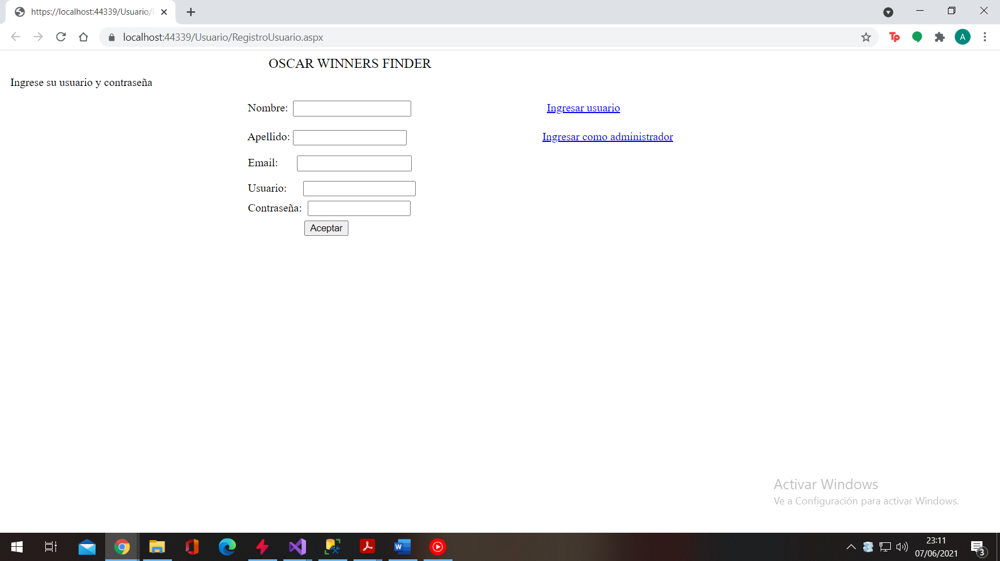 https://localhost:44339/Usuario/
localhost:44339/Usuario/RegistroUsuario.aspx
Tp
A
OSCAR WINNERS FINDER
Ingrese su usuario y contraseña
Nombre: Ingresar usuario
Apellido: Ingresar como administrador
Email:
Usuario:
Contraseña:
Aceptar
Activar Windows
Ve a Configuración para activar Windows.
W
23:11
07/06/2021
3